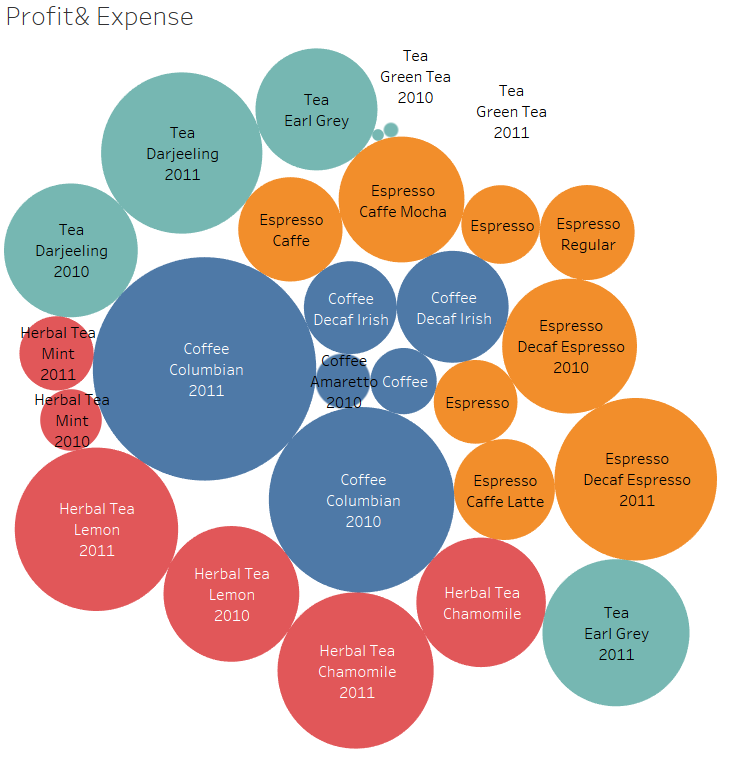 Profit& Expense
Tea
Green Tea
2010
Tea
Green Tea
2011
Tea
Earl Grey
Tea
Darjeeling
2011
Espresso
Caffe Mocha
Espresso
Caffe
Espresso
Espresso
Regular
Tea
Darjeeling
2010
Coffee
Decaf Irish
Coffee
Decaf Irish
Espresso
Decaf Espresso
2010
Herbal Tea
Mint
2011
Coffee
Columbian
2011
Coffee
Amaretto
2010
Coffee
Espresso
Herbal Tea
Mint
2010
Coffee
Columbian
2010
Espresso
Caffe Latte
Espresso
Decaf Espresso
2011
Herbal Tea
Lemon
2011
Herbal Tea
Lemon
2010
Herbal Tea
Chamomile
Tea
Earl Grey
2011
Herbal Tea
Chamomile
2011